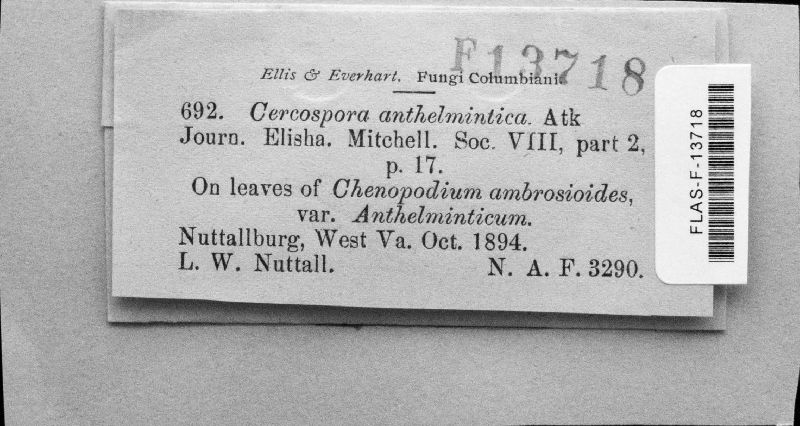 F13718
Ellis & Everhart. Fungi Columbiani
692. Cercospora anthelmintica. Atk
Journ. Elisha. Mitchell. Soc. VIII, part 2,
p. 17.
On leaves of Chenopodium ambrosioides,
var. Anthelminticum.
Nuttallburg, West Va. Oct. 1894.
L. W. Nuttall. N. A. F. 3290.
FLAS-F-13718